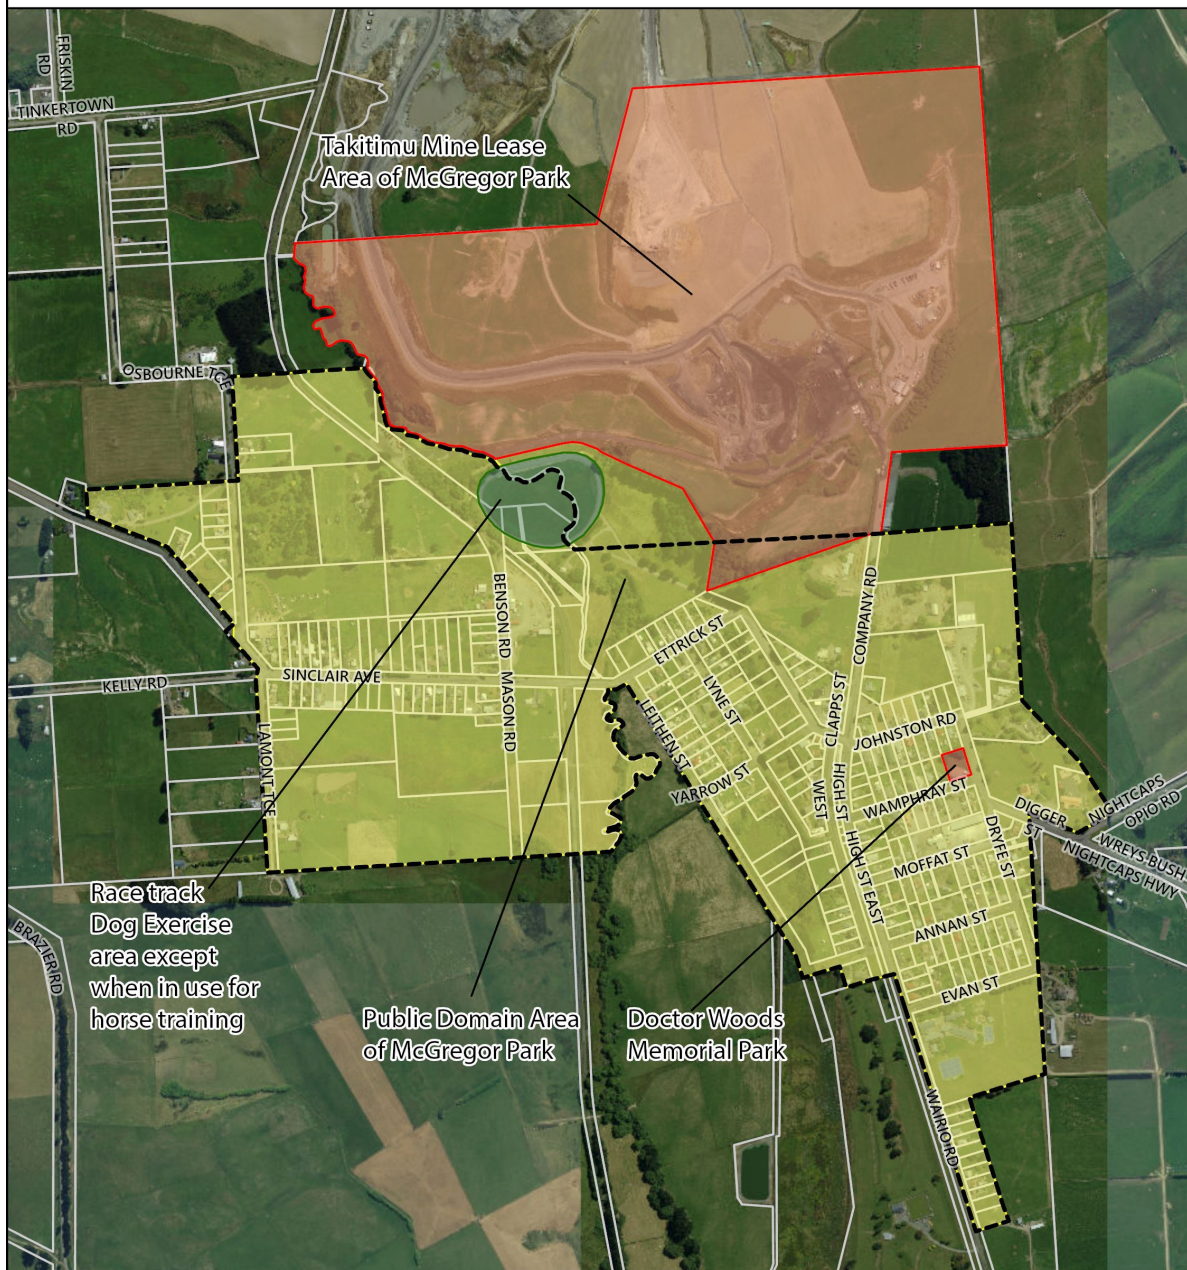 FRISKIN
RD
TINKERTOWN
RD
Takitimu Mine Lease
Area of McGregor Park
OSBOURNE TCE
BENSON RD
COMPANY RD
ETTRICK ST
SINCLAIR AVE
KELLY RD
MASON RD
LYNE ST
CLAPPS ST
LEITHEN ST
LAMONT TCE
JOHNSTON RD
YARROW ST
HIGH ST
WEST
HIGH ST EAST
WAMPHRAY ST
DIGGER
ST
NIGHTCAPS
OPIO RD
WREYS BUSH-
NIGHTCAPS HWY
DRYFE ST
MOFFAT ST
ANNAN ST
EVAN ST
BRAZIER RD
WAIRIO RD
Race track
Dog Exercise
area except
when in use for
horse training
Public Domain Area
of McGregor Park
Doctor Woods
Memorial Park